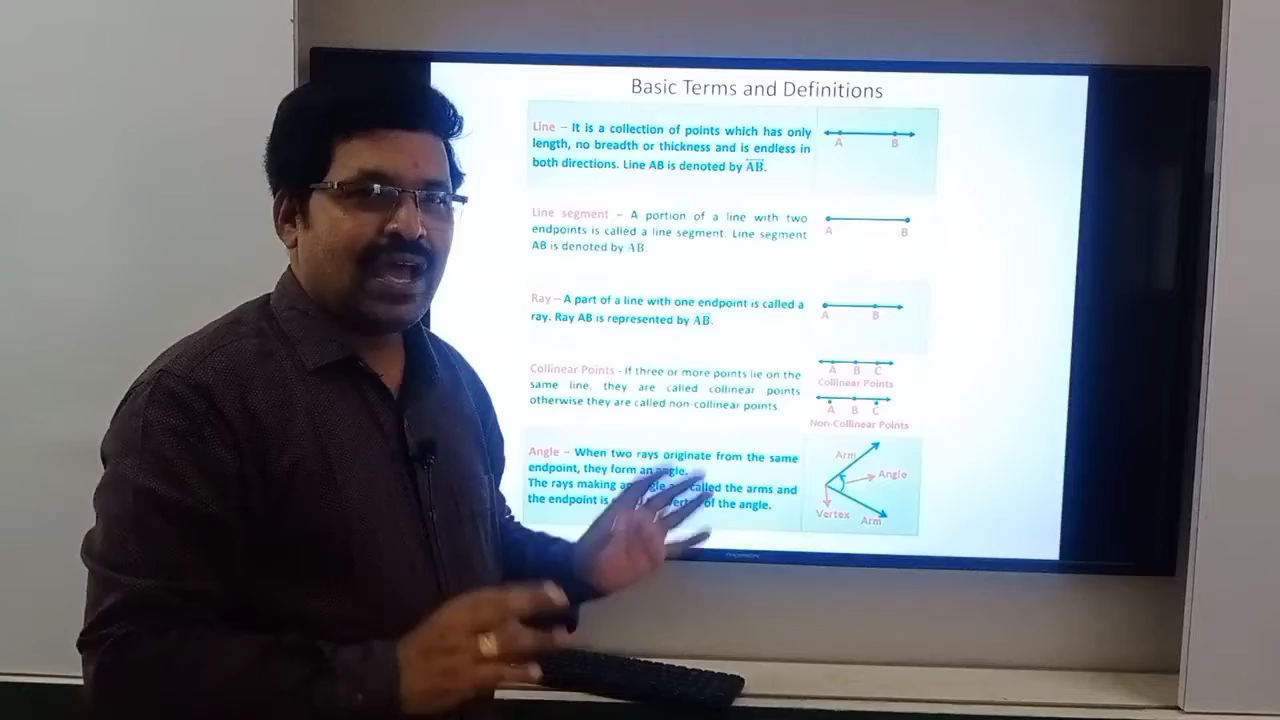 Basic Terms and Definitions
Line – It is a collection of points which has only
length, no breadth or thickness and is endless in
both directions. Line AB is denoted by AB.
A B
Line segment – A portion of a line with two
endpoints is called a line segment. Line segment
AB is denoted by AB.
A B
Ray – A part of a line with one endpoint is called a
ray. Ray AB is represented by AB.
A B
Collinear Points - If three or more points lie on the
same line, they are called collinear points
otherwise they are called non-collinear points.
A B C
Collinear Points
A B C
Non-Collinear Points
Angle – When two rays originate from the same
endpoint, they form an angle.
The rays making an called the arms and
the endpoint is of the angle.
Arm
Angle
Vertex
Arm
THOMSON